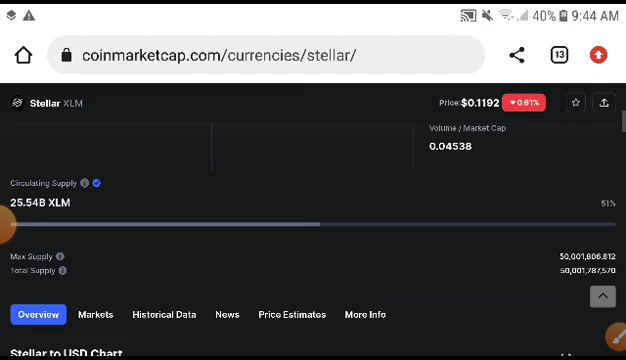 40% 9:44 AM
coinmarketcap.com/currencies/stellar/
13
Stellar XLM
Price: $0.1192 ▾ 0.61%
Volume / Market Cap
0.04538
Circulating Supply
25.54B XLM
51%
Max Supply 50,001,806,812
Total Supply 50,001,787,570
Overview Markets Historical Data News Price Estimates More Info
Stellar to USD Chart